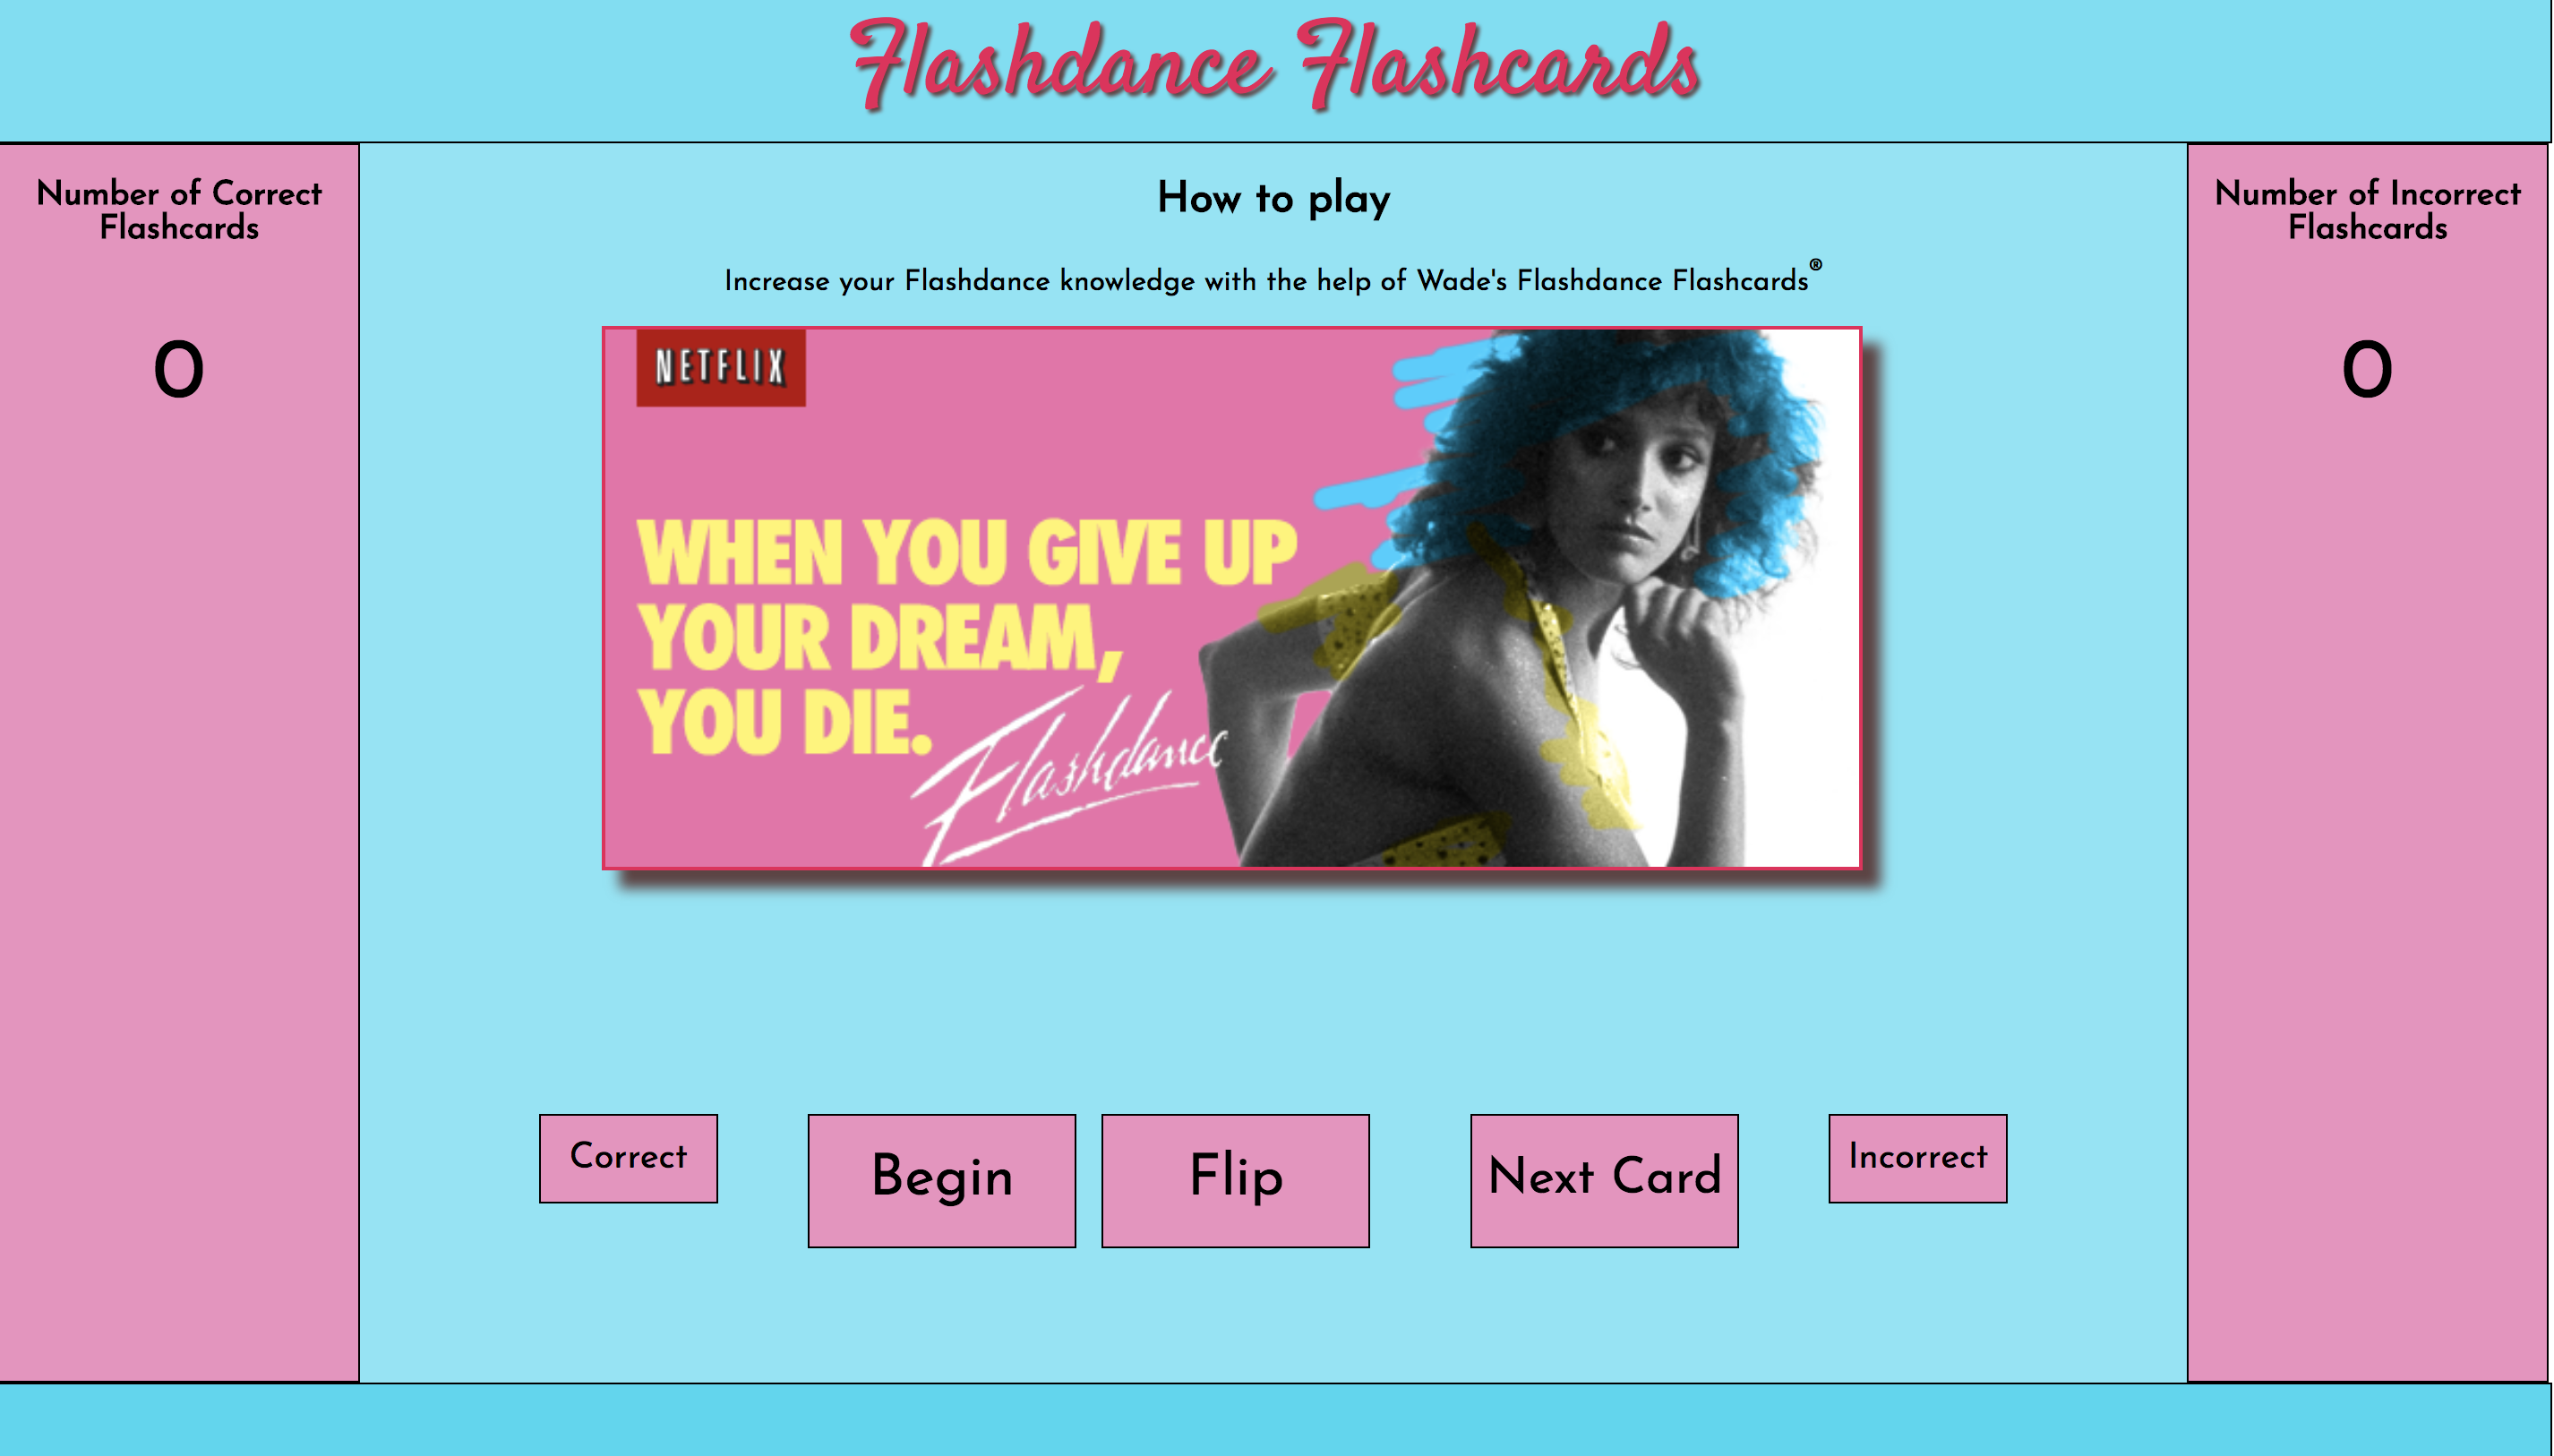 Flashdance Flashcards
Number of Correct
Flashcards
0
How to play
Increase your Flashdance knowledge with the help of Wade's Flashdance Flashcards®
NETFLIX
WHEN YOU GIVE UP
YOUR DREAM,
YOU DIE.
Flashdance
Number of Incorrect
Flashcards
0
Correct
Begin
Flip
Next Card
Incorrect